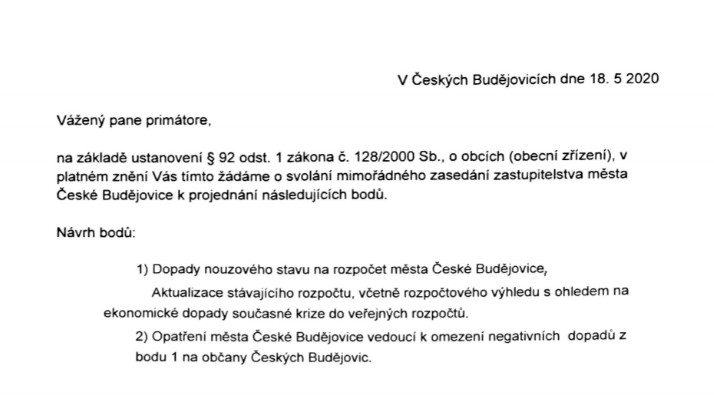 V Českých Budějovicích dne 18. 5 2020
Vážený pane primátore,
na základě ustanovení § 92 odst. 1 zákona č. 128/2000 Sb., o obcích (obecní zřízení), v
platném znění Vás tímto žádáme o svolání mimořádného zasedání zastupitelstva města
České Budějovice k projednání následujících bodů.
Návrh bodů:
1) Dopady nouzového stavu na rozpočet města České Budějovice,
Aktualizace stávajícího rozpočtu, včetně rozpočtového výhledu s ohledem na
ekonomické dopady současné krize do veřejných rozpočtů.
2) Opatření města České Budějovice vedoucí k omezení negativních dopadů z
bodu 1 na občany Českých Budějovic.